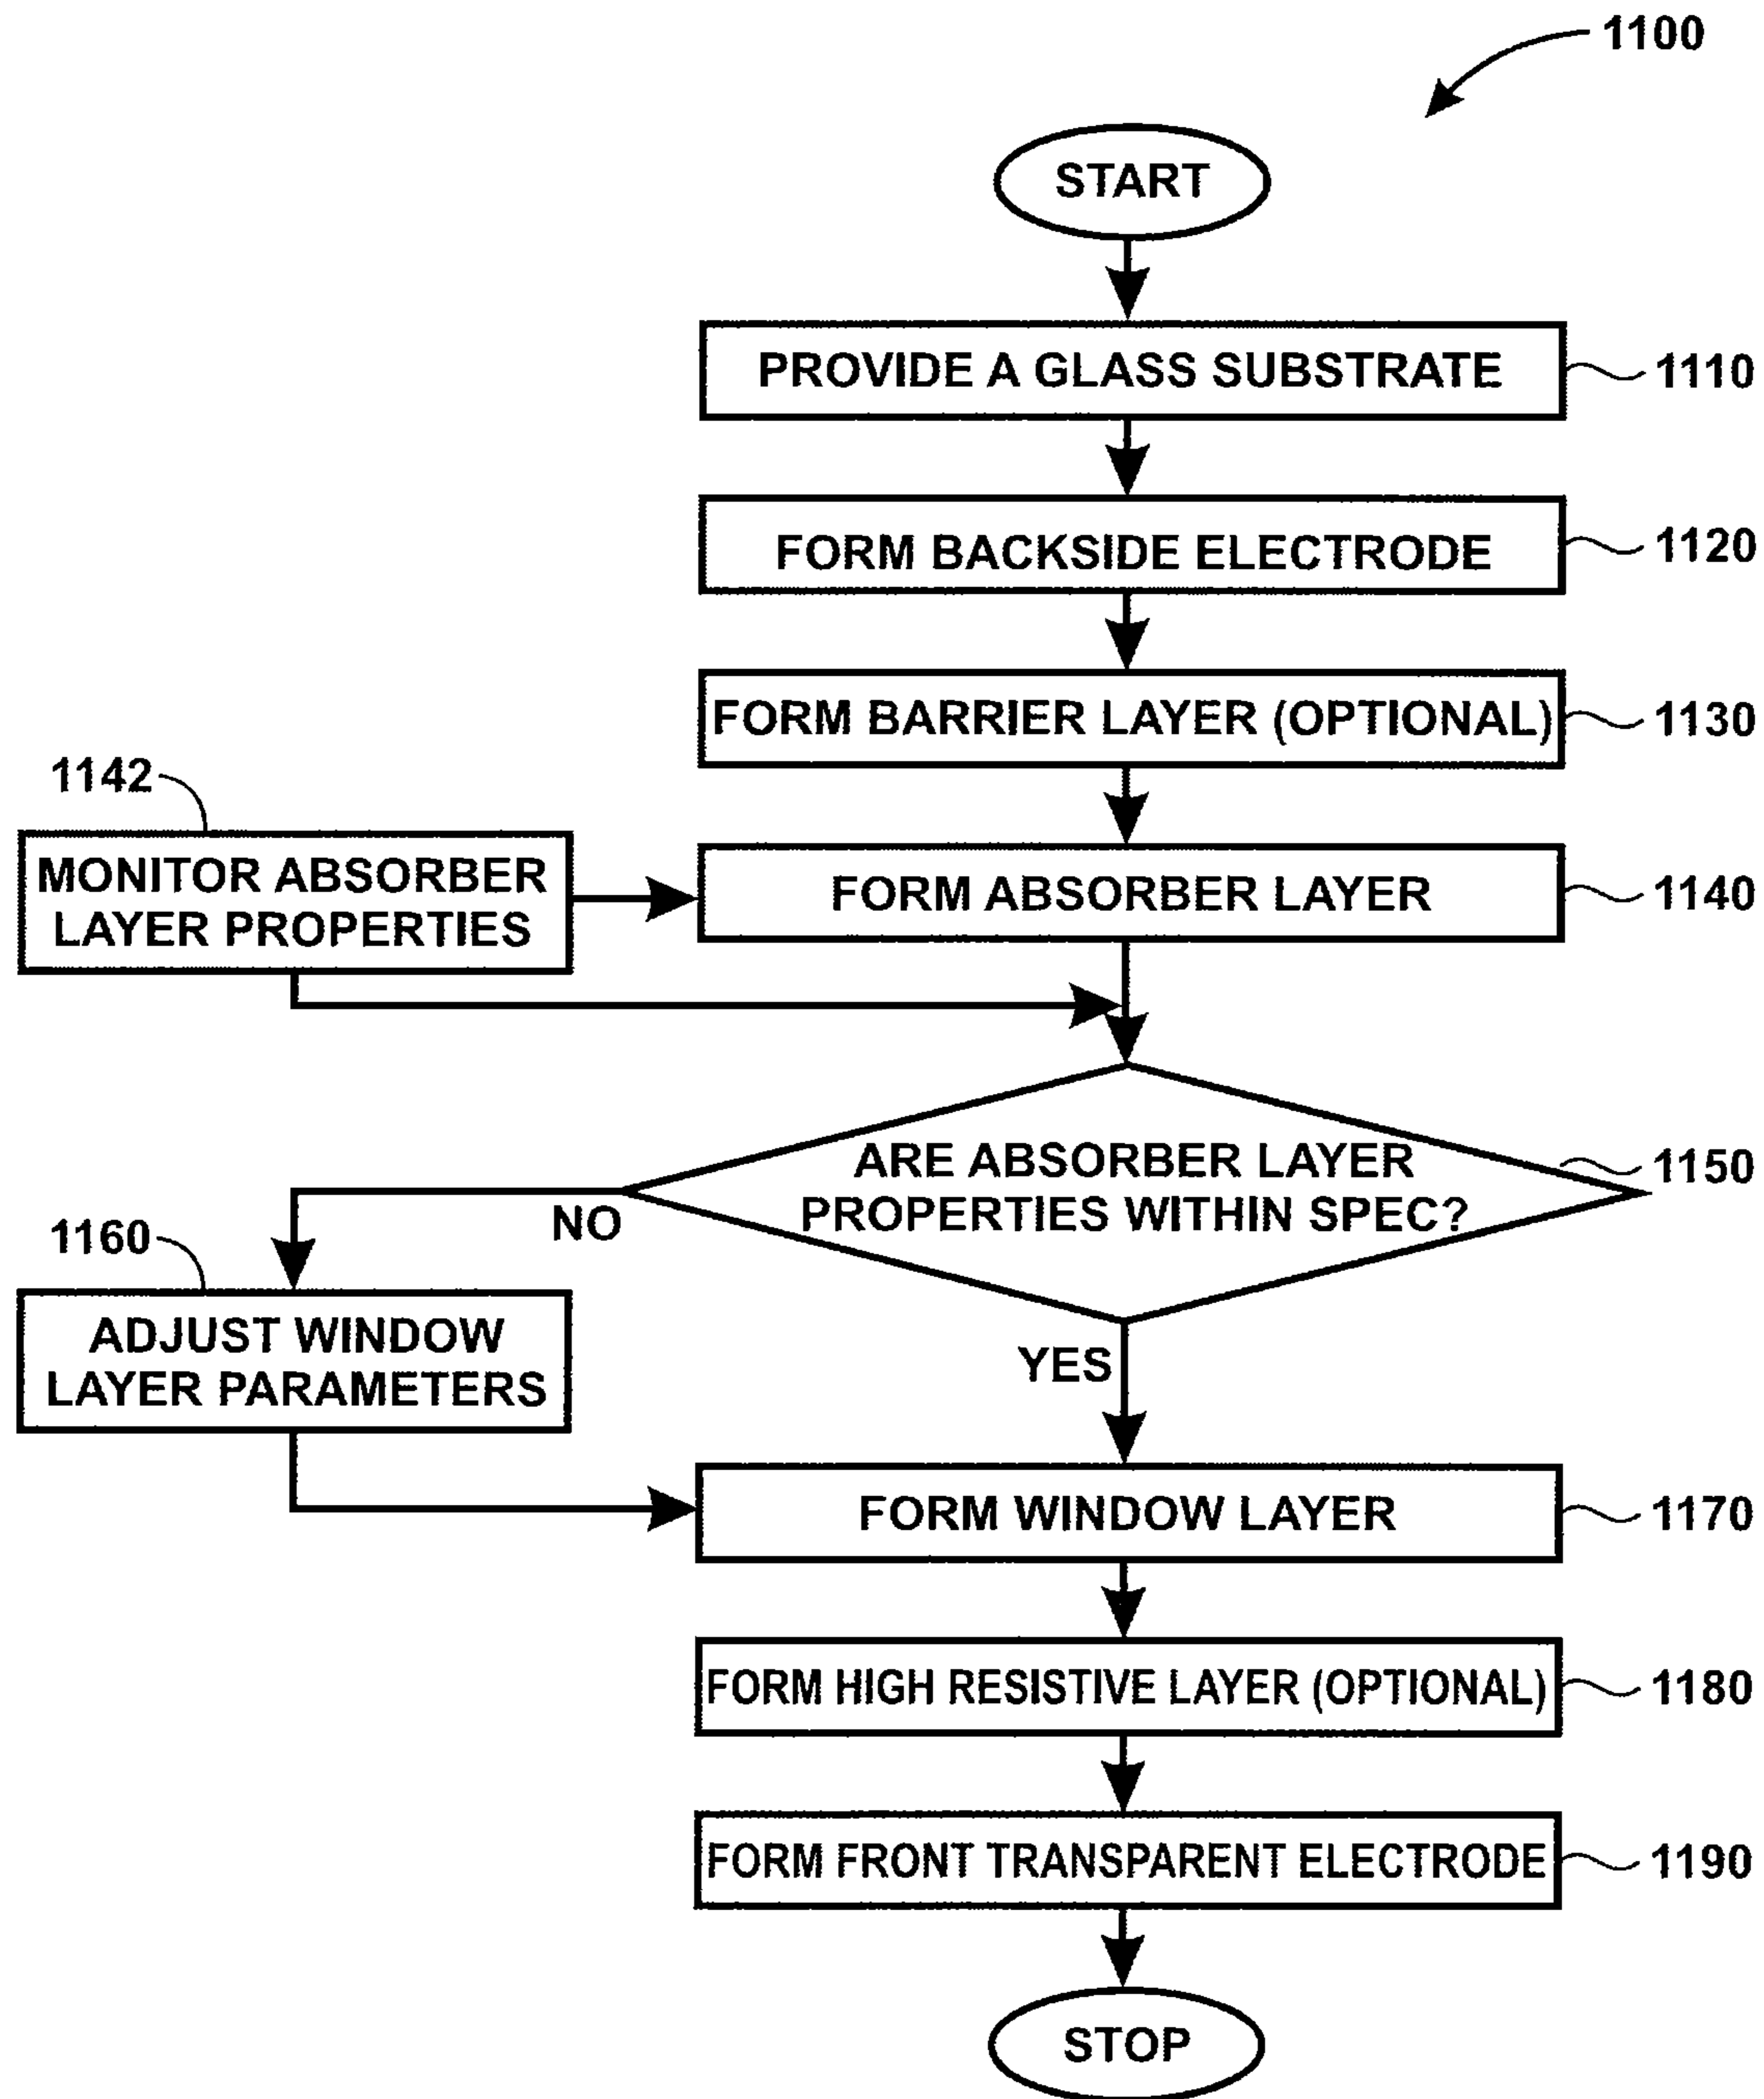 1100
START
PROVIDE A GLASS SUBSTRATE
1110
FORM BACKSIDE ELECTRODE
1120
FORM BARRIER LAYER (OPTIONAL)
1130
1142
MONITOR ABSORBER
LAYER PROPERTIES
FORM ABSORBER LAYER
1140
ARE ABSORBER LAYER
PROPERTIES WITHIN SPEC?
1150
NO
1160
ADJUST WINDOW
LAYER PARAMETERS
YES
FORM WINDOW LAYER
1170
FORM HIGH RESISTIVE LAYER (OPTIONAL)
1180
FORM FRONT TRANSPARENT ELECTRODE
1190
STOP